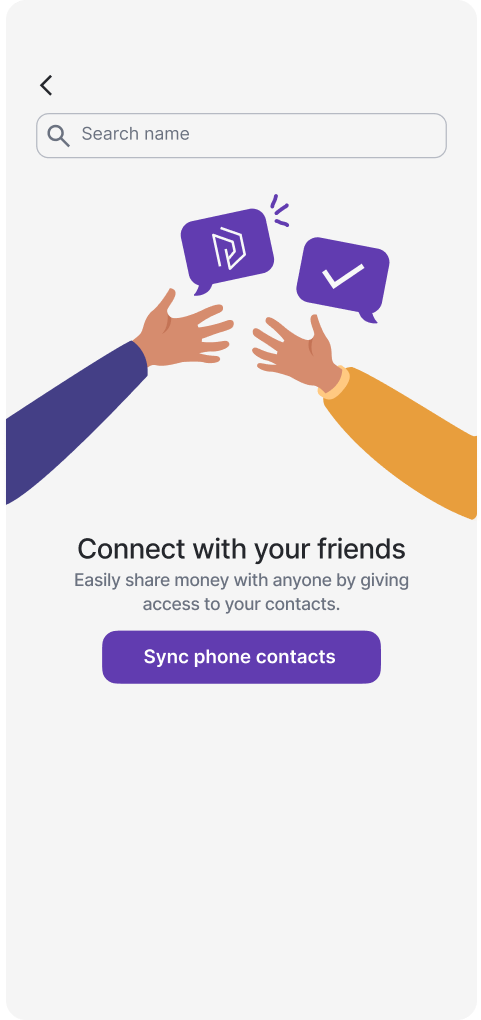 Search name
Connect with your friends
Easily share money with anyone by giving
access to your contacts.
Sync phone contacts